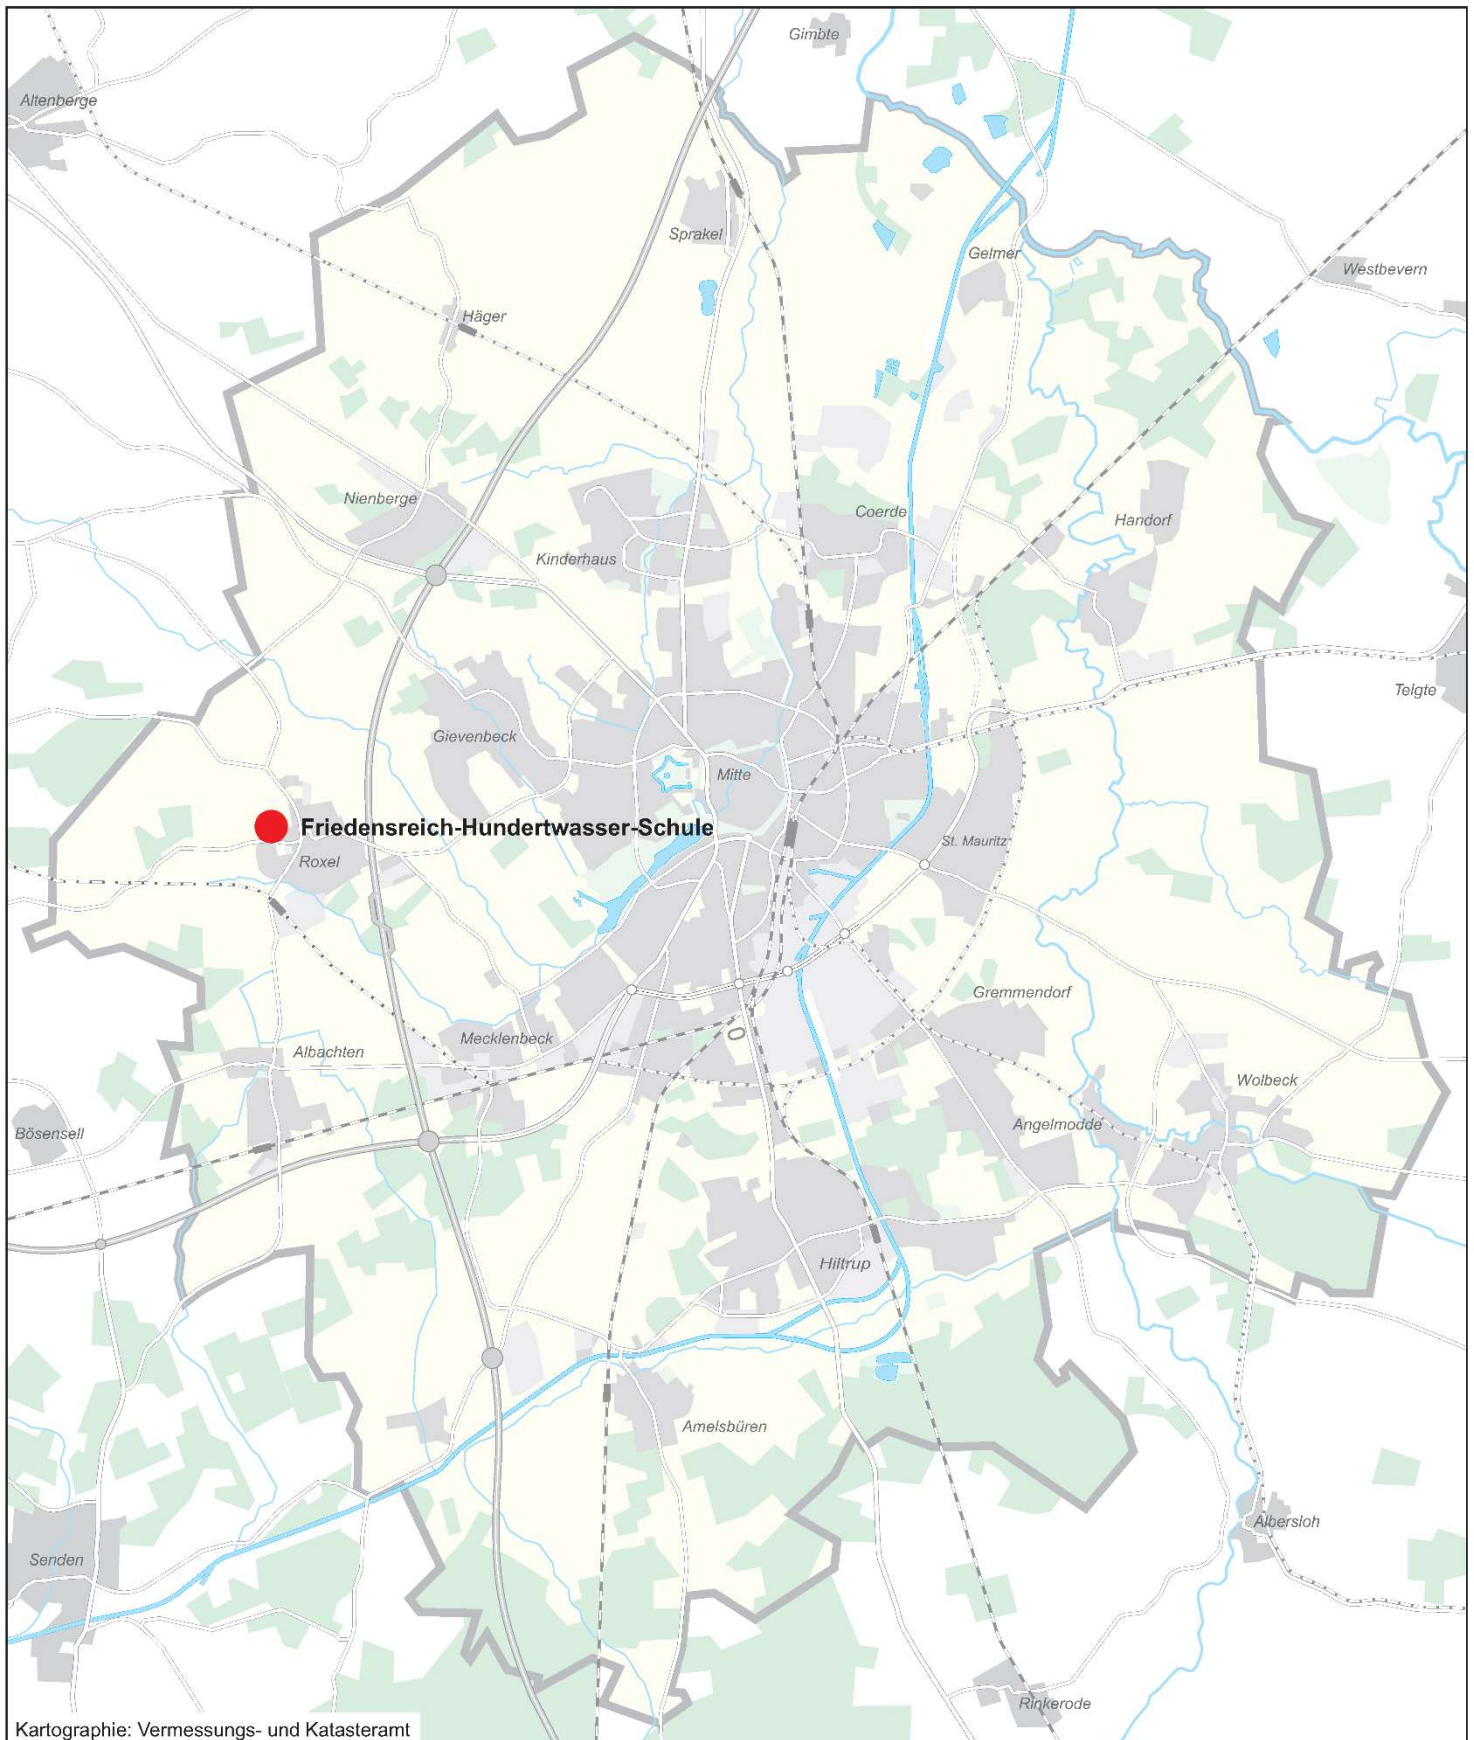 Gimbte
Altenberge
Sprakel
Gelmer
Westbevern
Häger
Nienberge
Coerde
Handorf
Kinderhaus
Telgte
Gievenbeck
Mitte
Friedensreich-Hundertwasser-Schule
St. Mauritz
Roxel
Gremmendorf
Mecklenbeck
Albachten
Wolbeck
Angelmodde
Bösensell
Hiltrup
Amelsbüren
Albersloh
Senden
Rinkerode
Kartographie: Vermessungs- und Katasteramt